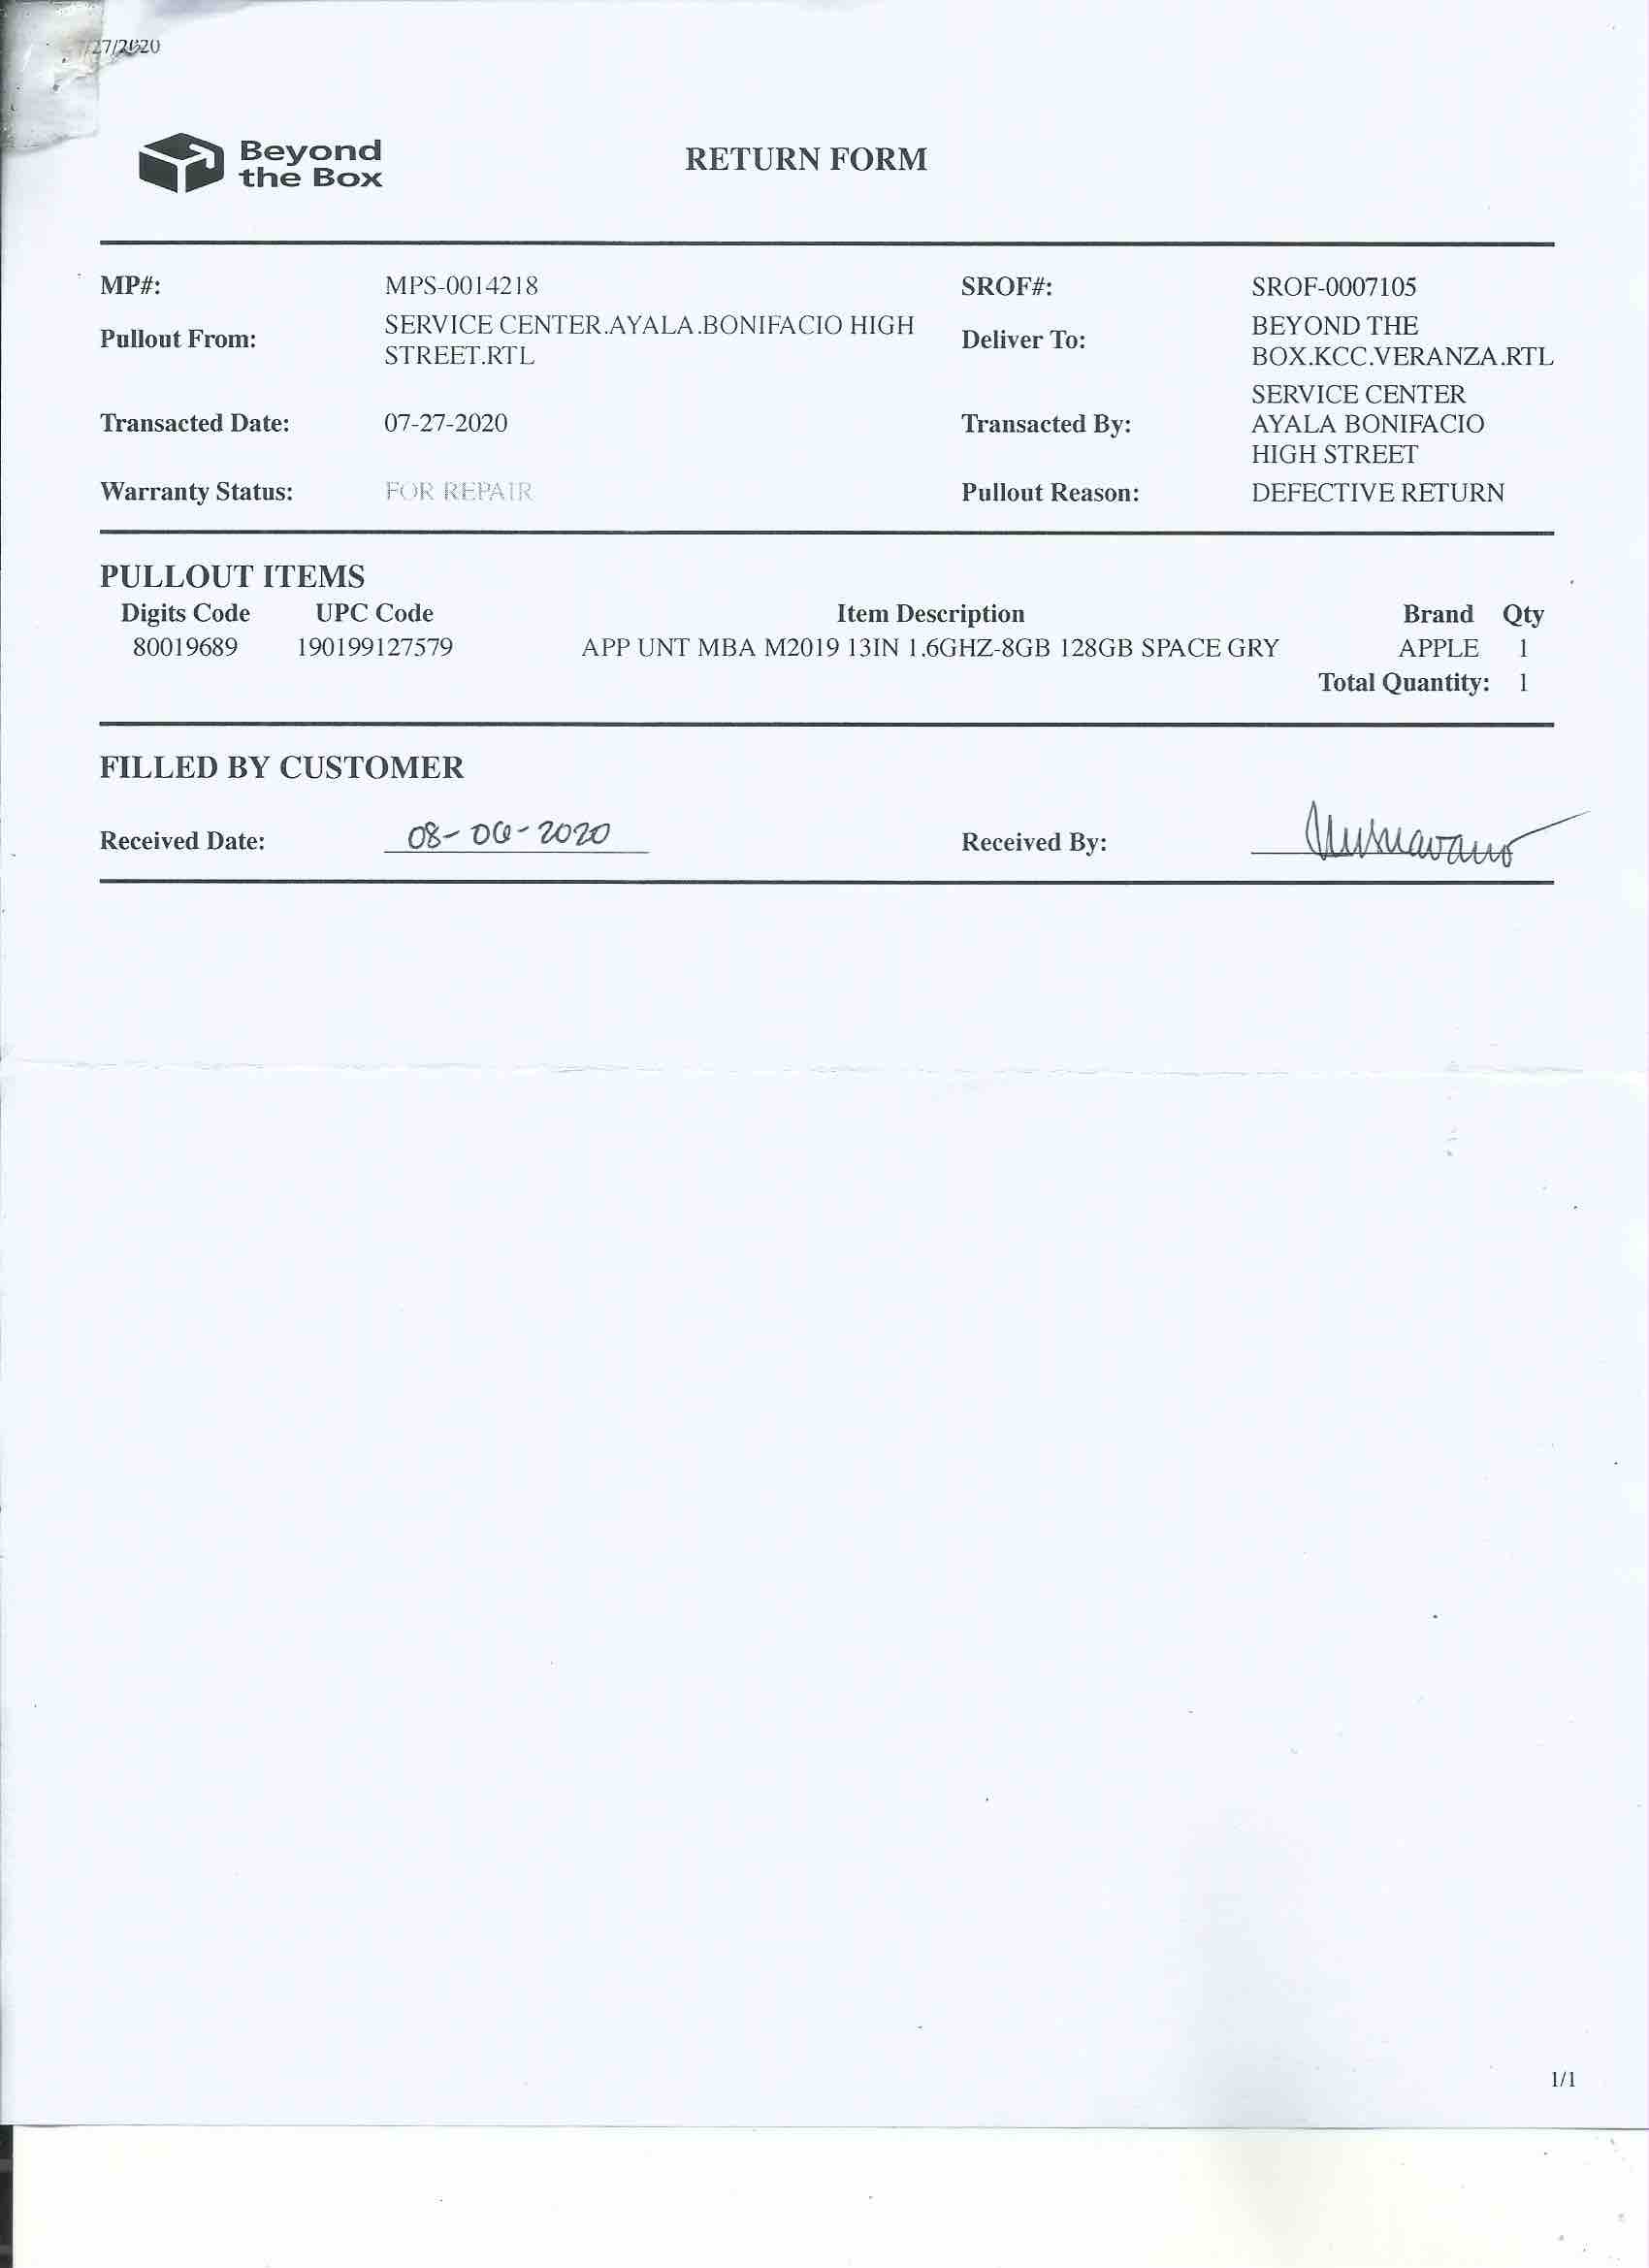 27/2020
Beyond
the Box
RETURN FORM
MP#: MPS-0014218 SROF#: SROF-0007105
Pullout From: SERVICE CENTER.AYALA.BONIFACIO HIGH STREET.RTL Deliver To: BEYOND THE BOX.KCC.VERANZA.RTL
Transacted Date: 07-27-2020 Transacted By: SERVICE CENTER AYALA BONIFACIO HIGH STREET
Warranty Status: FOR REPAIR Pullout Reason: DEFECTIVE RETURN
PULLOUT ITEMS
Digits Code UPC Code Item Description Brand Qty
80019689 190199127579 APP UNT MBA M2019 13IN 1.6GHZ-8GB 128GB SPACE GRY APPLE 1
Total Quantity: 1
FILLED BY CUSTOMER
Received Date: 08-06-2020 Received By:
1/1